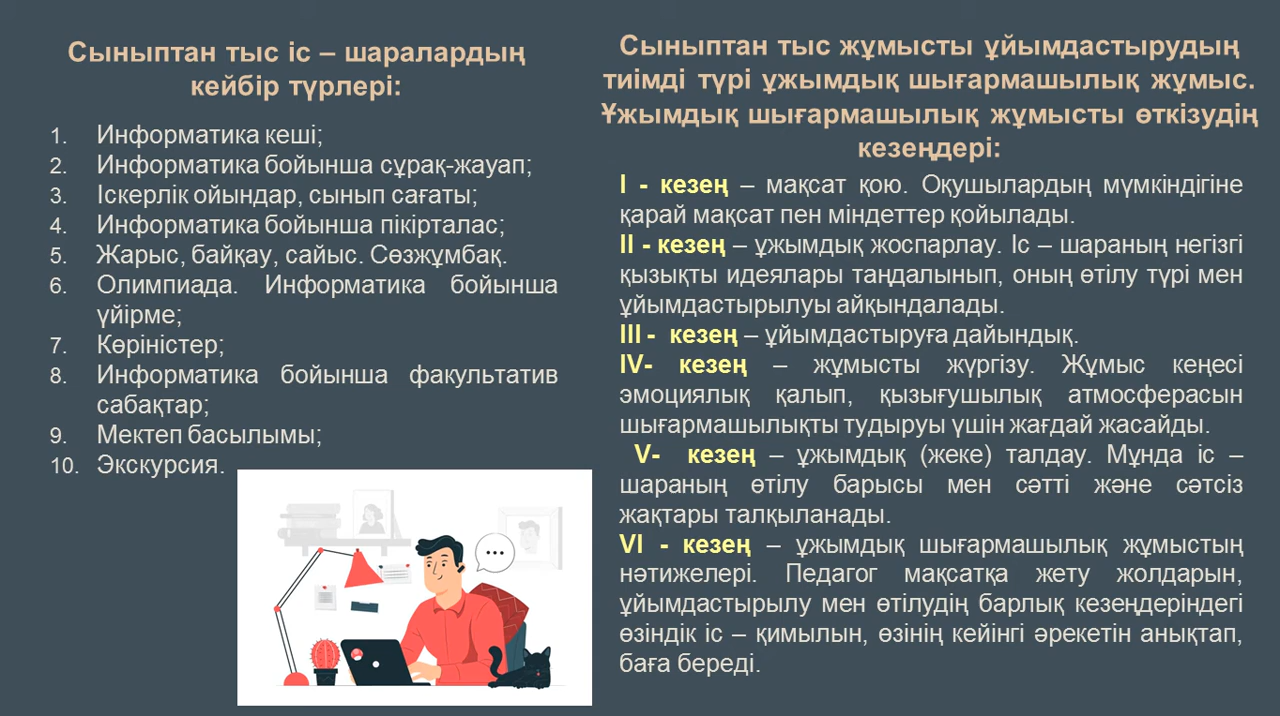 Сыныптан тыс іс – шаралардың
кейбір түрлері:
1. Информатика кеші;
2. Информатика бойынша сұрақ-жауап;
3. Іскерлік ойындар, сынып сағаты;
4. Информатика бойынша пікірталас;
5. Жарыс, байқау, сайыс. Сөзжұмбақ.
6. Олимпиада. Информатика бойынша
үйірме;
7. Көріністер;
8. Информатика бойынша факультатив
сабақтар;
9. Мектеп басылымы;
10. Экскурсия.
Сыныптан тыс жұмысты ұйымдастырудың
тиімді түрі ұжымдық шығармашылық жұмыс.
Ұжымдық шығармашылық жұмысты өткізудің
кезеңдері:
I - кезең – мақсат қою. Оқушылардың мүмкіндігіне
қарай мақсат пен міндеттер қойылады.
II - кезең – ұжымдық жоспарлау. Іс – шараның негізгі
қызықты идеялары таңдалынып, оның өтілу түрі мен
ұйымдастырылуы айқындалады.
III - кезең – ұйымдастыруға дайындық.
IV- кезең – жұмысты жүргізу. Жұмыс кеңесі
эмоциялық қалып, қызығушылық атмосферасын
шығармашылықты тудыруы үшін жағдай жасайды.
V- кезең – ұжымдық (жеке) талдау. Мұнда іс –
шараның өтілу барысы мен сәтті және сәтсіз
жақтары талқыланады.
VI - кезең – ұжымдық шығармашылық жұмыстың
нәтижелері. Педагог мақсатқа жету жолдарын,
ұйымдастырылу мен өтілудің барлық кезеңдеріндегі
өзіндік іс – қимылын, өзінің кейінгі әрекетін анықтап,
баға береді.